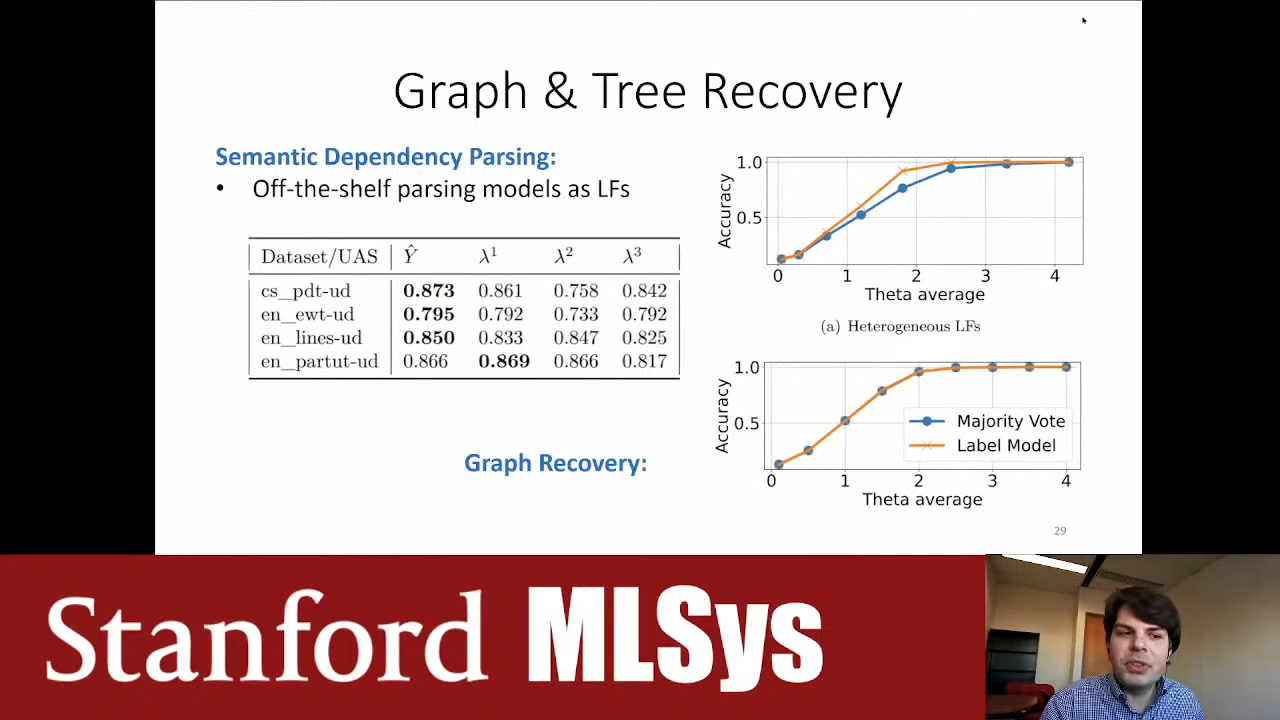 Graph & Tree Recovery
Semantic Dependency Parsing:
• Off-the-shelf parsing models as LFs
Dataset/UAS Ŷ λ¹ λ² λ³
cs_pdt-ud 0.873 0.861 0.758 0.842
en_ewt-ud 0.795 0.792 0.733 0.792
en_lines-ud 0.850 0.833 0.847 0.825
en_partut-ud 0.866 0.869 0.866 0.817
Graph Recovery:
1.0
0.5
Accuracy
0 1 2 3 4
Theta average
(a) Heterogeneous LFs
1.0
0.5
Accuracy
Majority Vote
Label Model
0 1 2 3 4
Theta average
29
Stanford MLSys